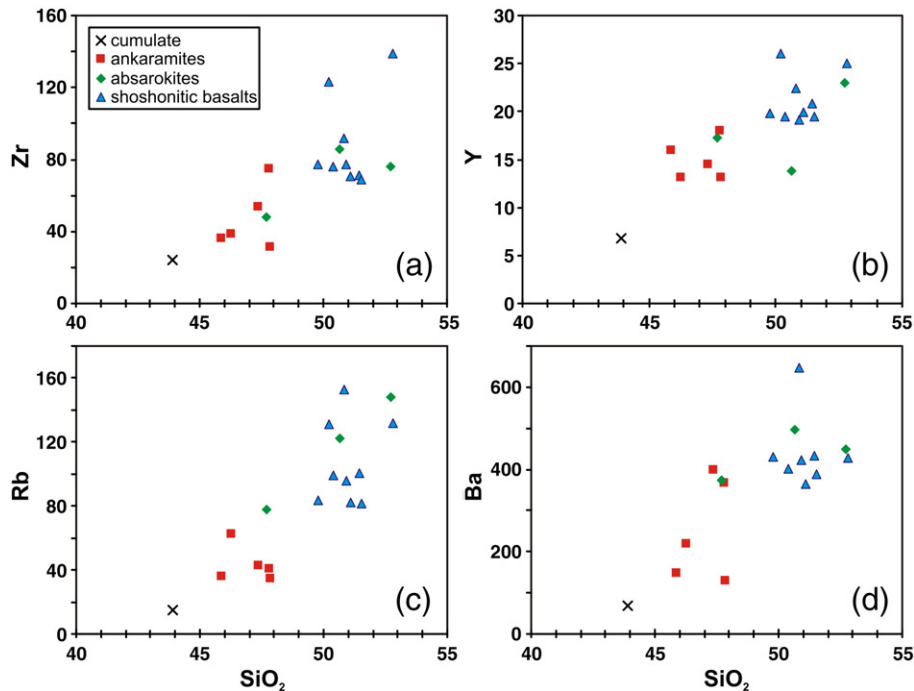 160
120
80
40
0
Zr
cumulate
ankaramites
absarokites
shoshonitic basalts
(a)
40 45 50 55
30
25
20
15
10
5
0
Y
(b)
40 45 50 55
160
120
80
40
0
Rb
(c)
40 45 50 55
SiO₂
600
400
200
0
Ba
(d)
40 45 50 55
SiO₂